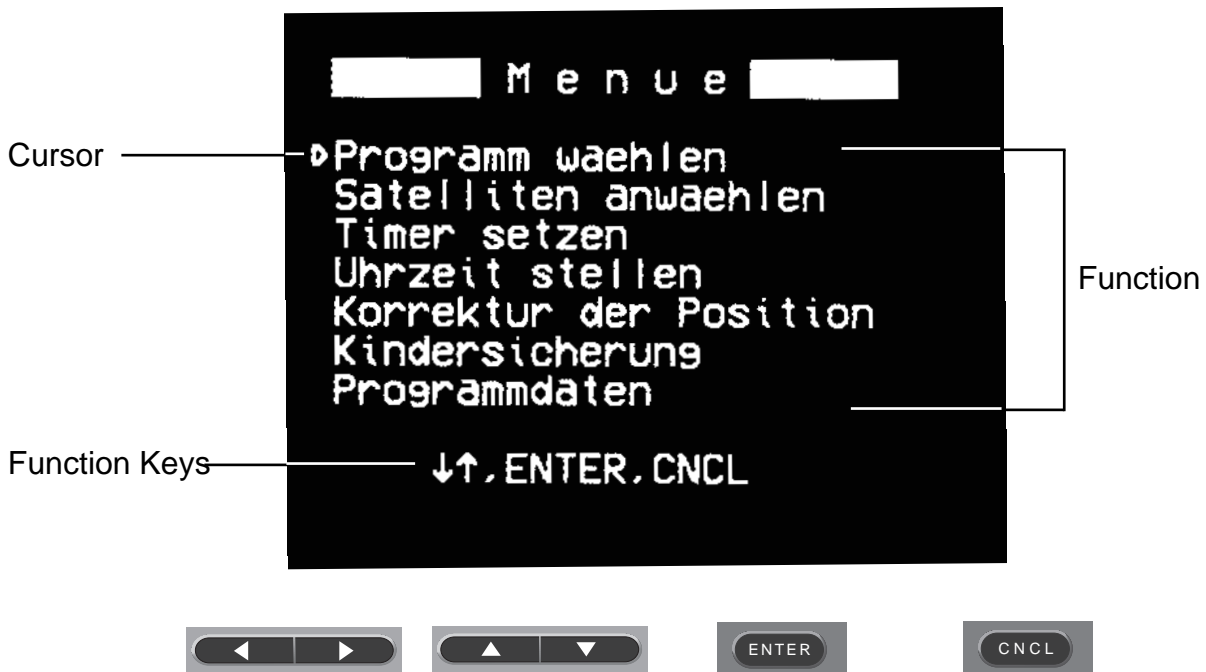 M e n u e
Cursor
Programm waehlen
Satelliten anwaehlen
Timer setzen
Uhrzeit stellen
Korrektur der Position
Kindersicherung
Programmdaten
Function
Function Keys
↓↑,ENTER,CNCL
ENTER
CNCL